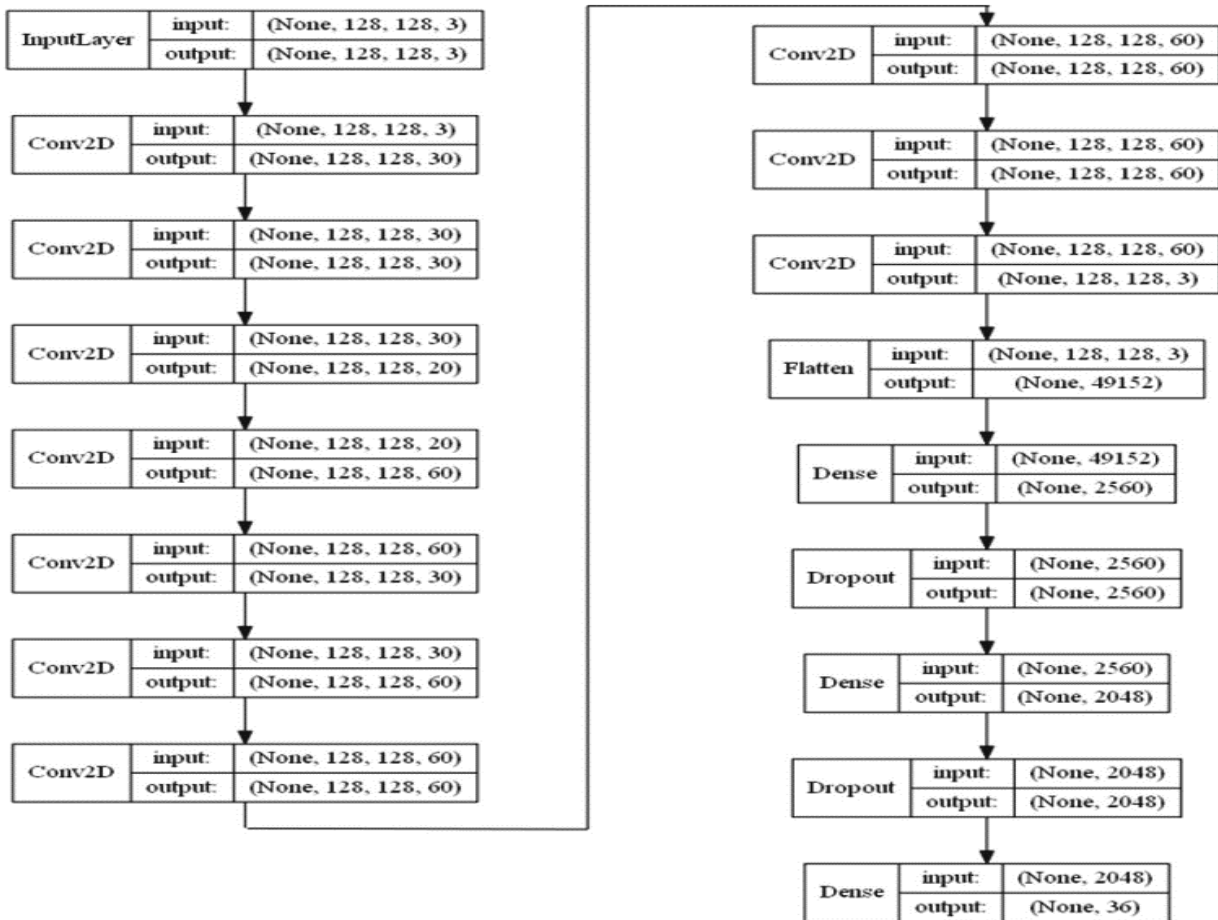 InputLayer
input: (None, 128, 128, 3)
output: (None, 128, 128, 3)
Conv2D
input: (None, 128, 128, 3)
output: (None, 128, 128, 30)
Conv2D
input: (None, 128, 128, 30)
output: (None, 128, 128, 30)
Conv2D
input: (None, 128, 128, 30)
output: (None, 128, 128, 20)
Conv2D
input: (None, 128, 128, 20)
output: (None, 128, 128, 60)
Conv2D
input: (None, 128, 128, 60)
output: (None, 128, 128, 30)
Conv2D
input: (None, 128, 128, 30)
output: (None, 128, 128, 60)
Conv2D
input: (None, 128, 128, 60)
output: (None, 128, 128, 60)
Conv2D
input: (None, 128, 128, 60)
output: (None, 128, 128, 60)
Conv2D
input: (None, 128, 128, 60)
output: (None, 128, 128, 60)
Conv2D
input: (None, 128, 128, 60)
output: (None, 128, 128, 3)
Flatten
input: (None, 128, 128, 3)
output: (None, 49152)
Dense
input: (None, 49152)
output: (None, 2560)
Dropout
input: (None, 2560)
output: (None, 2560)
Dense
input: (None, 2560)
output: (None, 2048)
Dropout
input: (None, 2048)
output: (None, 2048)
Dense
input: (None, 2048)
output: (None, 36)